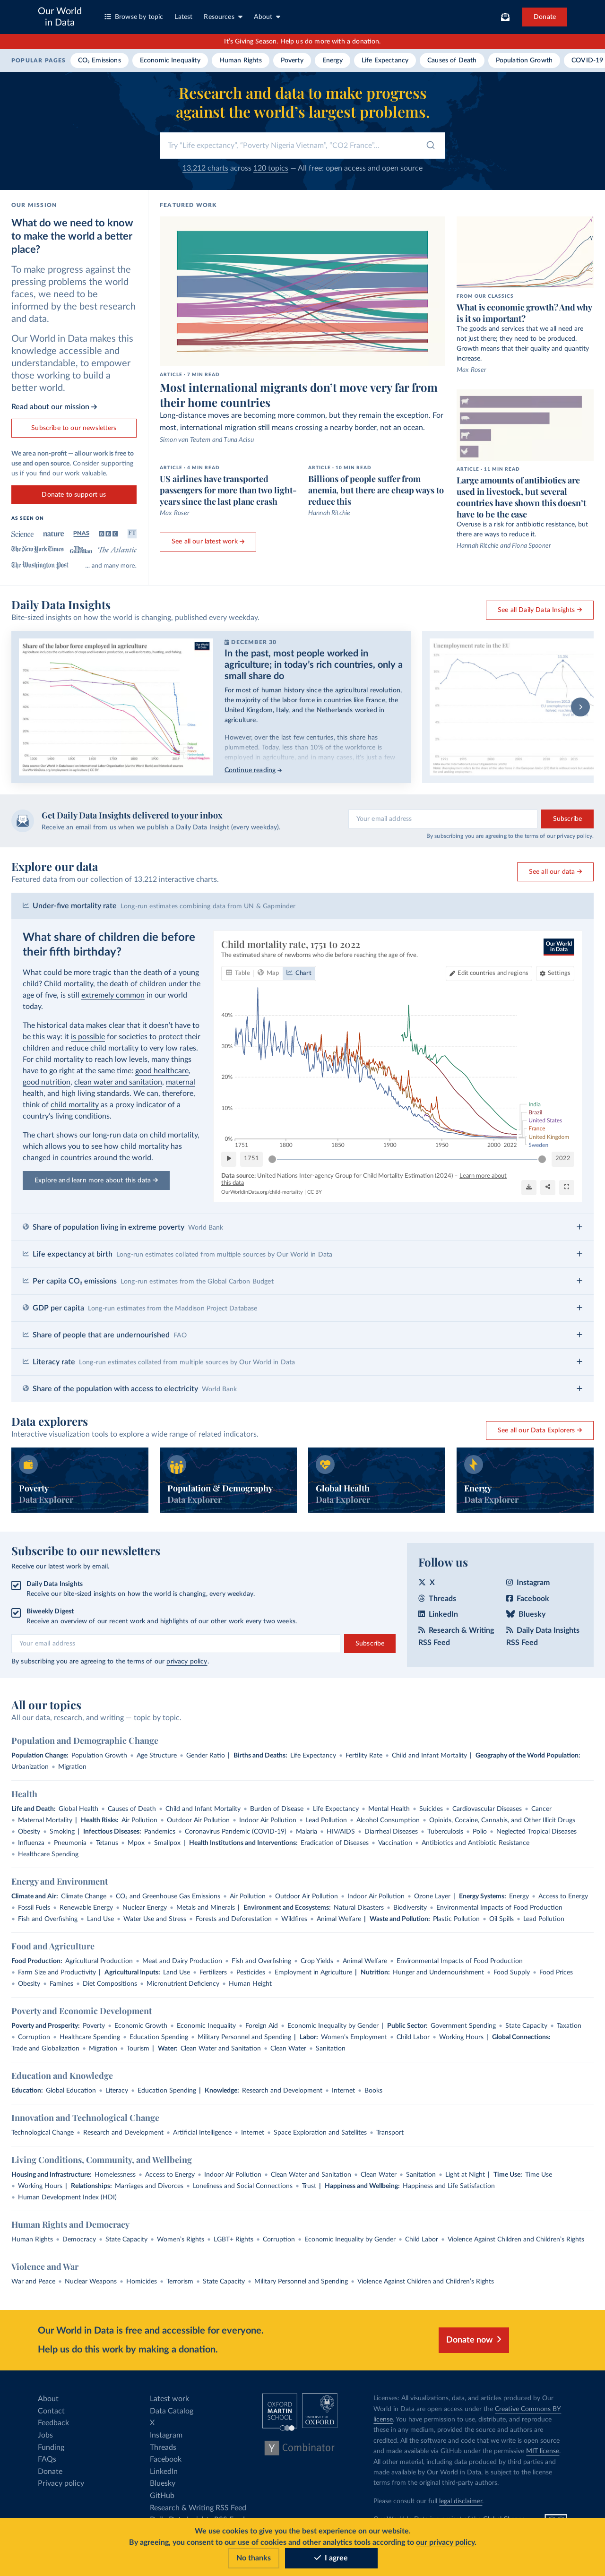 Our World
in Data
Browse by topic
Latest
Resources
About
Donate
It's Giving Season. Help us do more with a donation.
POPULAR PAGES
CO₂ Emissions
Economic Inequality
Human Rights
Poverty
Energy
Life Expectancy
Causes of Death
Population Growth
COVID-19
Research and data to make progress
against the world's largest problems.
Try "Life expectancy", "Poverty Nigeria Vietnam", "CO2 France"...
13,212 charts across 120 topics — All free: open access and open source
OUR MISSION
What do we need to know
to make the world a better
place?
To make progress against the
pressing problems the world
faces, we need to be
informed by the best research
and data.
Our World in Data makes this
knowledge accessible and
understandable, to empower
those working to build a
better world.
Read about our mission →
Subscribe to our newsletters
We are a non-profit — all our work is free to
use and open source. Consider supporting
us if you find our work valuable.
Donate to support us
AS SEEN ON
Science nature PNAS BBC FT
The New York Times The Guardian The Atlantic
The Washington Post ... and many more.
FEATURED WORK
ARTICLE - 7 MIN READ
Most international migrants don't move very far from
their home countries
Long-distance moves are becoming more common, but they remain the exception. For
most, international migration still means crossing a nearby border, not an ocean.
Simon van Teutem and Tuna Acisu
ARTICLE - 4 MIN READ
US airlines have transported
passengers for more than two light-
years since the last plane crash
Max Roser
ARTICLE - 10 MIN READ
Billions of people suffer from
anemia, but there are cheap ways to
reduce this
Hannah Ritchie
See all our latest work →
FROM OUR CLASSICS
What is economic growth? And why
is it so important?
The goods and services that we all need are
not just there; they need to be produced.
Growth means that their quality and quantity
increase.
Max Roser
ARTICLE - 11 MIN READ
Large amounts of antibiotics are
used in livestock, but several
countries have shown this doesn't
have to be the case
Overuse is a risk for antibiotic resistance, but
there are ways to reduce it.
Hannah Ritchie and Fiona Spooner
Daily Data Insights
Bite-sized insights on how the world is changing, published every weekday.
See all Daily Data Insights →
Share of the labor force employed in agriculture
DECEMBER 30
In the past, most people worked in
agriculture; in today's rich countries, only a
small share do
For most of human history since the agricultural revolution,
the majority of the labor force in countries like France, the
United Kingdom, Italy, and the Netherlands worked in
agriculture.
However, over the last few centuries, this share has
plummeted. Today, less than 10% of the workforce is
employed in agriculture, and in many cases, it's just a few
Continue reading →
Unemployment rate in the EU
Get Daily Data Insights delivered to your inbox
Receive an email from us when we publish a Daily Data Insight (every weekday).
Your email address
Subscribe
By subscribing you are agreeing to the terms of our privacy policy.
Explore our data
Featured data from our collection of 13,212 interactive charts.
See all our data →
Under-five mortality rate Long-run estimates combining data from UN & Gapminder
What share of children die before
their fifth birthday?
What could be more tragic than the death of a young
child? Child mortality, the death of children under the
age of five, is still extremely common in our world
today.
The historical data makes clear that it doesn't have to
be this way: it is possible for societies to protect their
children and reduce child mortality to very low rates.
For child mortality to reach low levels, many things
have to go right at the same time: good healthcare,
good nutrition, clean water and sanitation, maternal
health, and high living standards. We can, therefore,
think of child mortality as a proxy indicator of a
country's living conditions.
The chart shows our long-run data on child mortality,
which allows you to see how child mortality has
changed in countries around the world.
Explore and learn more about this data →
Child mortality rate, 1751 to 2022
The estimated share of newborns who die before reaching the age of five.
Our World
in Data
Table
Map
Chart
Edit countries and regions
Settings
40%
30%
20%
10%
0%
India
Brazil
United States
France
United Kingdom
Sweden
1751 1800 1850 1900 1950 2000 2022
1751
2022
Data source: United Nations Inter-agency Group for Child Mortality Estimation (2024) – Learn more about
this data
OurWorldinData.org/child-mortality | CC BY
Share of population living in extreme poverty World Bank
Life expectancy at birth Long-run estimates collated from multiple sources by Our World in Data
Per capita CO₂ emissions Long-run estimates from the Global Carbon Budget
GDP per capita Long-run estimates from the Maddison Project Database
Share of people that are undernourished FAO
Literacy rate Long-run estimates collated from multiple sources by Our World in Data
Share of the population with access to electricity World Bank
Data explorers
Interactive visualization tools to explore a wide range of related indicators.
See all our Data Explorers →
Poverty
Data Explorer
Population & Demography
Data Explorer
Global Health
Data Explorer
Energy
Data Explorer
Subscribe to our newsletters
Receive our latest work by email.
Daily Data Insights
Receive our bite-sized insights on how the world is changing, every weekday.
Biweekly Digest
Receive an overview of our recent work and highlights of our other work every two weeks.
Your email address
Subscribe
By subscribing you are agreeing to the terms of our privacy policy.
Follow us
X
Instagram
Threads
Facebook
LinkedIn
Bluesky
Research & Writing
RSS Feed
Daily Data Insights
RSS Feed
All our topics
All our data, research, and writing — topic by topic.
Population and Demographic Change
Population Change: Population Growth • Age Structure • Gender Ratio | Births and Deaths: Life Expectancy • Fertility Rate • Child and Infant Mortality | Geography of the World Population:
Urbanization • Migration
Health
Life and Death: Global Health • Causes of Death • Child and Infant Mortality • Burden of Disease • Life Expectancy • Mental Health • Suicides • Cardiovascular Diseases • Cancer
• Maternal Mortality | Health Risks: Air Pollution • Outdoor Air Pollution • Indoor Air Pollution • Lead Pollution • Alcohol Consumption • Opioids, Cocaine, Cannabis, and Other Illicit Drugs
• Obesity • Smoking | Infectious Diseases: Pandemics • Coronavirus Pandemic (COVID-19) • Malaria • HIV/AIDS • Diarrheal Diseases • Tuberculosis • Polio • Neglected Tropical Diseases
• Influenza • Pneumonia • Tetanus • Mpox • Smallpox | Health Institutions and Interventions: Eradication of Diseases • Vaccination • Antibiotics and Antibiotic Resistance
• Healthcare Spending
Energy and Environment
Climate and Air: Climate Change • CO₂ and Greenhouse Gas Emissions • Air Pollution • Outdoor Air Pollution • Indoor Air Pollution • Ozone Layer | Energy Systems: Energy • Access to Energy
• Fossil Fuels • Renewable Energy • Nuclear Energy • Metals and Minerals | Environment and Ecosystems: Natural Disasters • Biodiversity • Environmental Impacts of Food Production
• Fish and Overfishing • Land Use • Water Use and Stress • Forests and Deforestation • Wildfires • Animal Welfare | Waste and Pollution: Plastic Pollution • Oil Spills • Lead Pollution
Food and Agriculture
Food Production: Agricultural Production • Meat and Dairy Production • Fish and Overfishing • Crop Yields • Animal Welfare • Environmental Impacts of Food Production
• Farm Size and Productivity | Agricultural Inputs: Land Use • Fertilizers • Pesticides • Employment in Agriculture | Nutrition: Hunger and Undernourishment • Food Supply • Food Prices
• Obesity • Famines • Diet Compositions • Micronutrient Deficiency • Human Height
Poverty and Economic Development
Poverty and Prosperity: Poverty • Economic Growth • Economic Inequality • Foreign Aid • Economic Inequality by Gender | Public Sector: Government Spending • State Capacity • Taxation
• Corruption • Healthcare Spending • Education Spending • Military Personnel and Spending | Labor: Women's Employment • Child Labor • Working Hours | Global Connections:
Trade and Globalization • Migration • Tourism | Water: Clean Water and Sanitation • Clean Water • Sanitation
Education and Knowledge
Education: Global Education • Literacy • Education Spending | Knowledge: Research and Development • Internet • Books
Innovation and Technological Change
Technological Change • Research and Development • Artificial Intelligence • Internet • Space Exploration and Satellites • Transport
Living Conditions, Community, and Wellbeing
Housing and Infrastructure: Homelessness • Access to Energy • Indoor Air Pollution • Clean Water and Sanitation • Clean Water • Sanitation • Light at Night | Time Use: Time Use
• Working Hours | Relationships: Marriages and Divorces • Loneliness and Social Connections • Trust | Happiness and Wellbeing: Happiness and Life Satisfaction
• Human Development Index (HDI)
Human Rights and Democracy
Human Rights • Democracy • State Capacity • Women's Rights • LGBT+ Rights • Corruption • Economic Inequality by Gender • Child Labor • Violence Against Children and Children's Rights
Violence and War
War and Peace • Nuclear Weapons • Homicides • Terrorism • State Capacity • Military Personnel and Spending • Violence Against Children and Children's Rights
Our World in Data is free and accessible for everyone.
Help us do this work by making a donation.
Donate now
About
Contact
Feedback
Jobs
Funding
FAQs
Donate
Privacy policy
Latest work
Data Catalog
X
Instagram
Threads
Facebook
LinkedIn
Bluesky
GitHub
Research & Writing RSS Feed
OXFORD
MARTIN
SCHOOL
UNIVERSITY OF
OXFORD
Y Combinator
Licenses: All visualizations, data, and articles produced by Our
World in Data are open access under the Creative Commons BY
license. You have permission to use, distribute, and reproduce
these in any medium, provided the source and authors are
credited. All the software and code that we write is open source
and made available via GitHub under the permissive MIT license.
All other material, including data produced by third parties and
made available by Our World in Data, is subject to the license
terms from the original third-party authors.
Please consult our full legal disclaimer.
We use cookies to give you the best experience on our website.
By agreeing, you consent to our use of cookies and other analytics tools according to our privacy policy.
No thanks
I agree